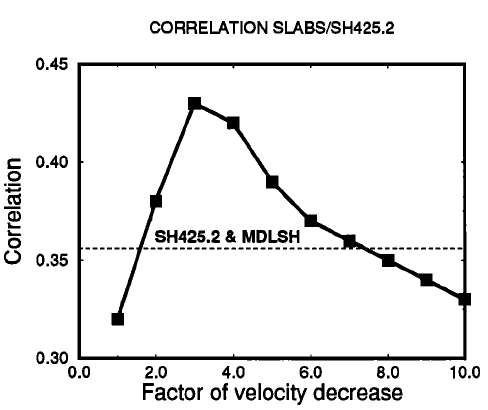 CORRELATION SLABS/SH425.2
0.45
0.40
0.35
0.30
Correlation
SH425.2 & MDLSH
0.0 2.0 4.0 6.0 8.0 10.0
Factor of velocity decrease